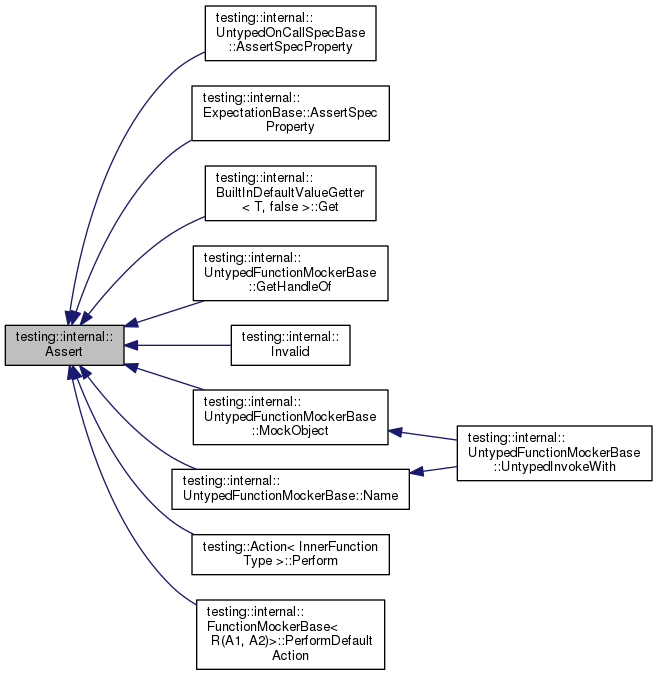 testing::internal::
UntypedOnCallSpecBase
::AssertSpecProperty
testing::internal::
ExpectationBase::AssertSpec
Property
testing::internal::
BuiltInDefaultValueGetter
< T, false >::Get
testing::internal::
UntypedFunctionMockerBase
::GetHandleOf
testing::internal::
Assert
testing::internal::
Invalid
testing::internal::
UntypedFunctionMockerBase
::MockObject
testing::internal::
UntypedFunctionMockerBase
::UntypedInvokeWith
testing::internal::
UntypedFunctionMockerBase::Name
testing::Action< InnerFunction
Type >::Perform
testing::internal::
FunctionMockerBase<
R(A1, A2)>::PerformDefault
Action